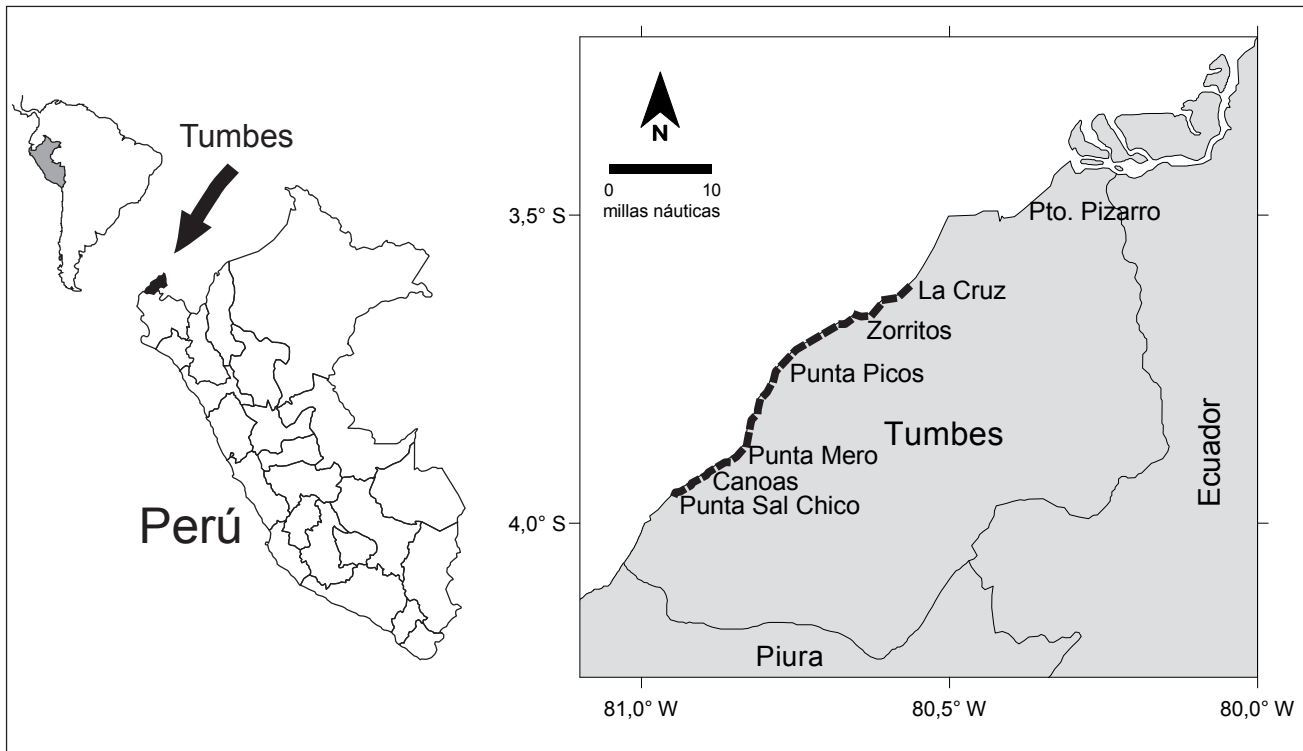 Tumbes
Perú
N
0 10
millas náuticas
3,5° S
4,0° S
Pto. Pizarro
La Cruz
Zorritos
Punta Picos
Tumbes
Punta Mero
Canoas
Punta Sal Chico
Ecuador
Piura
81,0° W 80,5° W 80,0° W